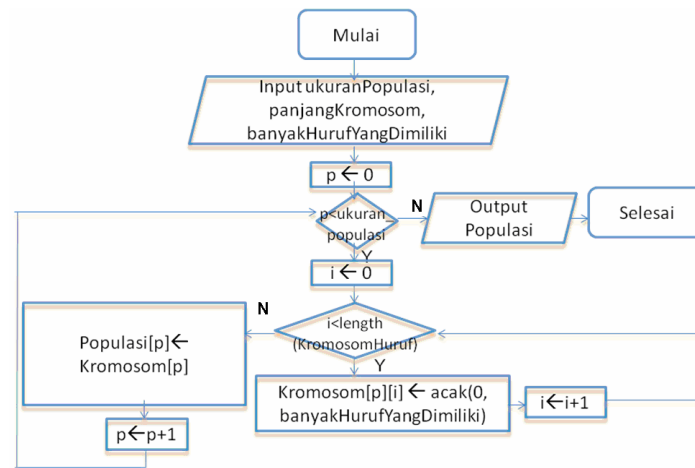 Mulai
Input ukuranPopulasi,
panjangKromosom,
banyakHurufYangDimiliki
p ← 0
p<ukuran
populasi
N
Output
Populasi
Selesai
Y
i ← 0
i<length
(KromosomHuruf)
N
Populasi[p]←
Kromosom[p]
Y
Kromosom[p][i] ← acak(0,
banyakHurufYangDimiliki)
i←i+1
p←p+1